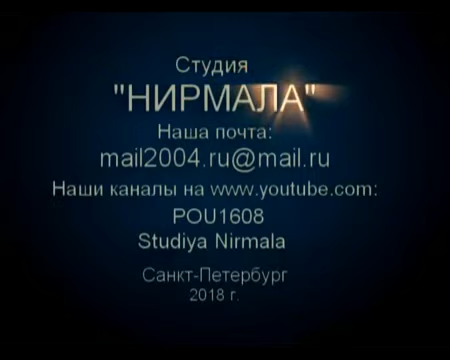 Студия
"НИРМАЛА"
Наша почта:
mail2004.ru@mail.ru
Наши каналы на www.youtube.com:
POU1608
Studiya Nirmala
Санкт-Петербург
2018 г.